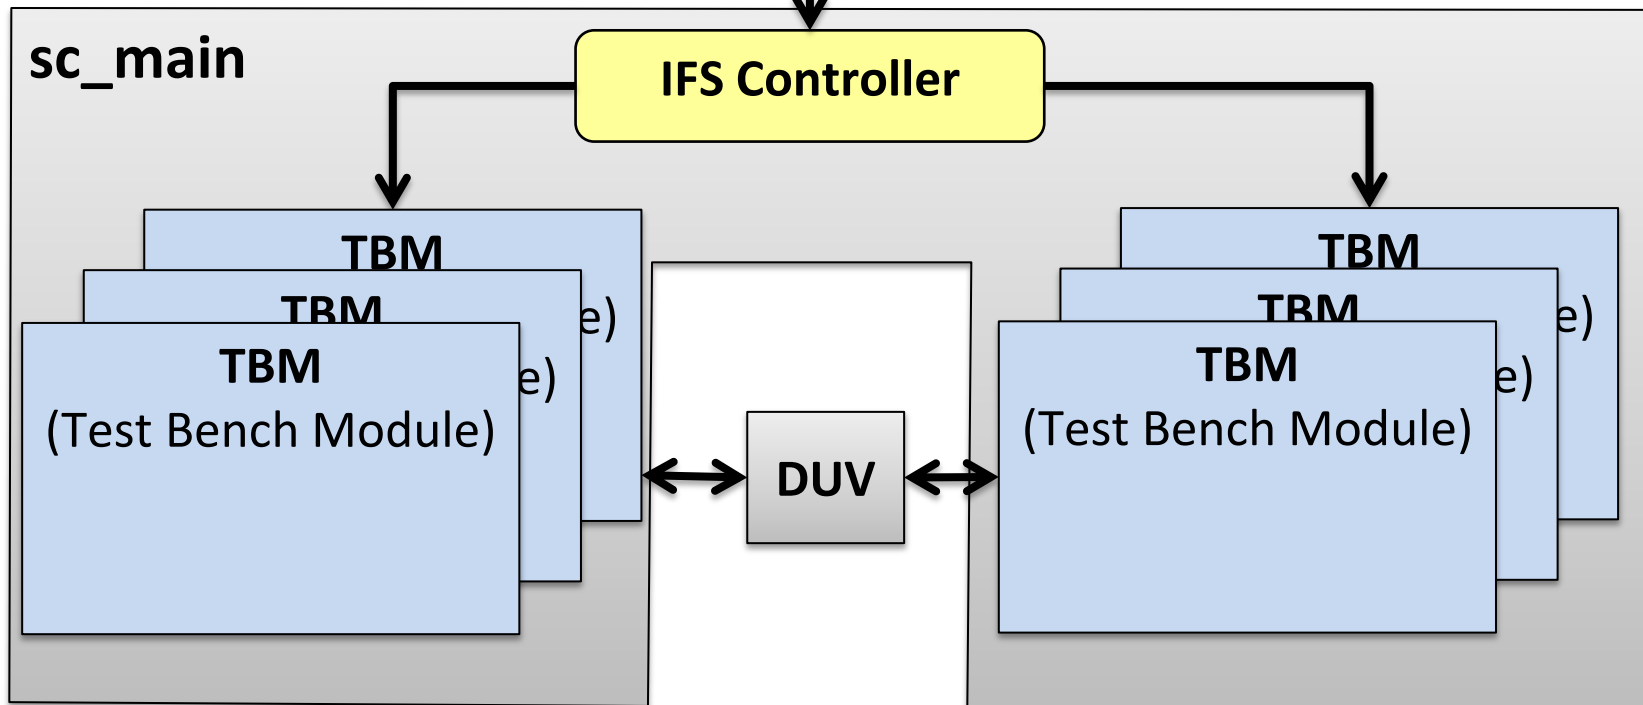 sc_main
IFS Controller
TBM
e)
TBM
e)
TBM
(Test Bench Module)
DUV
TBM
e)
TBM
e)
TBM
(Test Bench Module)